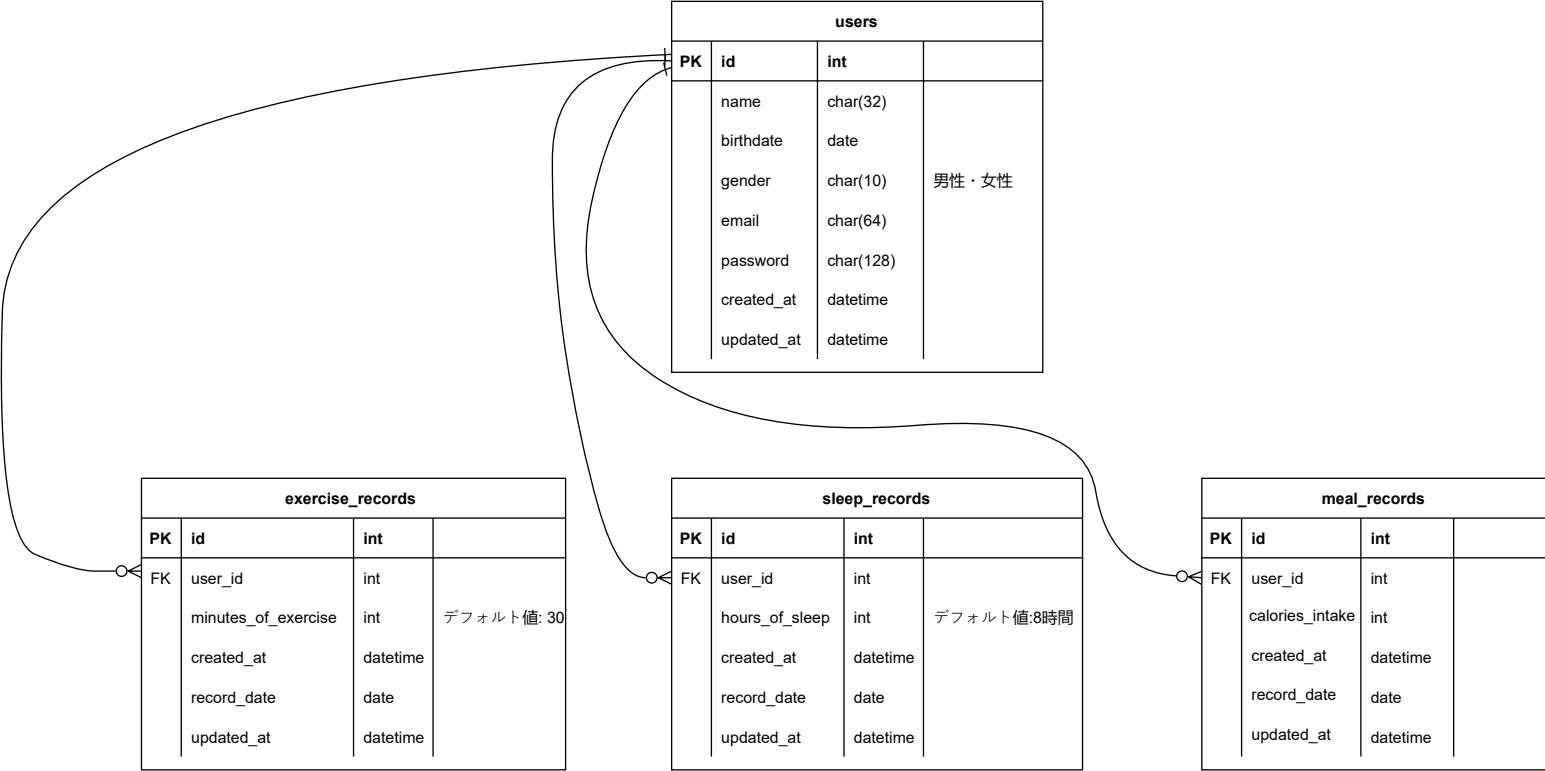 users
PK id int
name char(32)
birthdate date
gender char(10) 男性・女性
email char(64)
password char(128)
created_at datetime
updated_at datetime
exercise_records
PK id int
FK user_id int
minutes_of_exercise int デフォルト値: 30
created_at datetime
record_date date
updated_at datetime
sleep_records
PK id int
FK user_id int
hours_of_sleep int デフォルト値:8時間
created_at datetime
record_date date
updated_at datetime
meal_records
PK id int
FK user_id int
calories_intake int
created_at datetime
record_date date
updated_at datetime